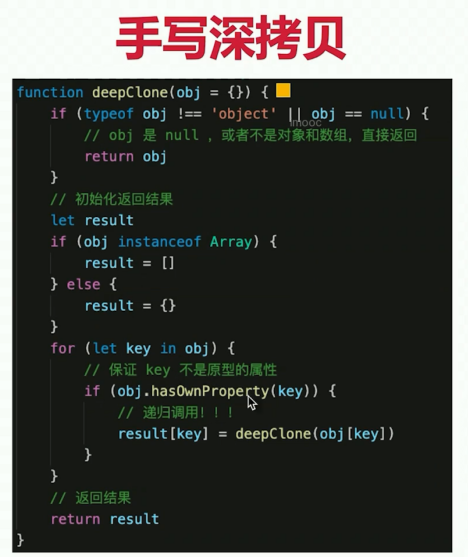 手写深拷贝
function deepClone(obj = {}) {
    if (typeof obj !== 'object' || obj == null) {
        // obj 是 null ，或者不是对象和数组，直接返回
        return obj
    }
    // 初始化返回结果
    let result
    if (obj instanceof Array) {
        result = []
    } else {
        result = {}
    }
    for (let key in obj) {
        // 保证 key 不是原型的属性
        if (obj.hasOwnProperty(key)) {
            // 递归调用！！！
            result[key] = deepClone(obj[key])
        }
    }
    // 返回结果
    return result
}
imooc